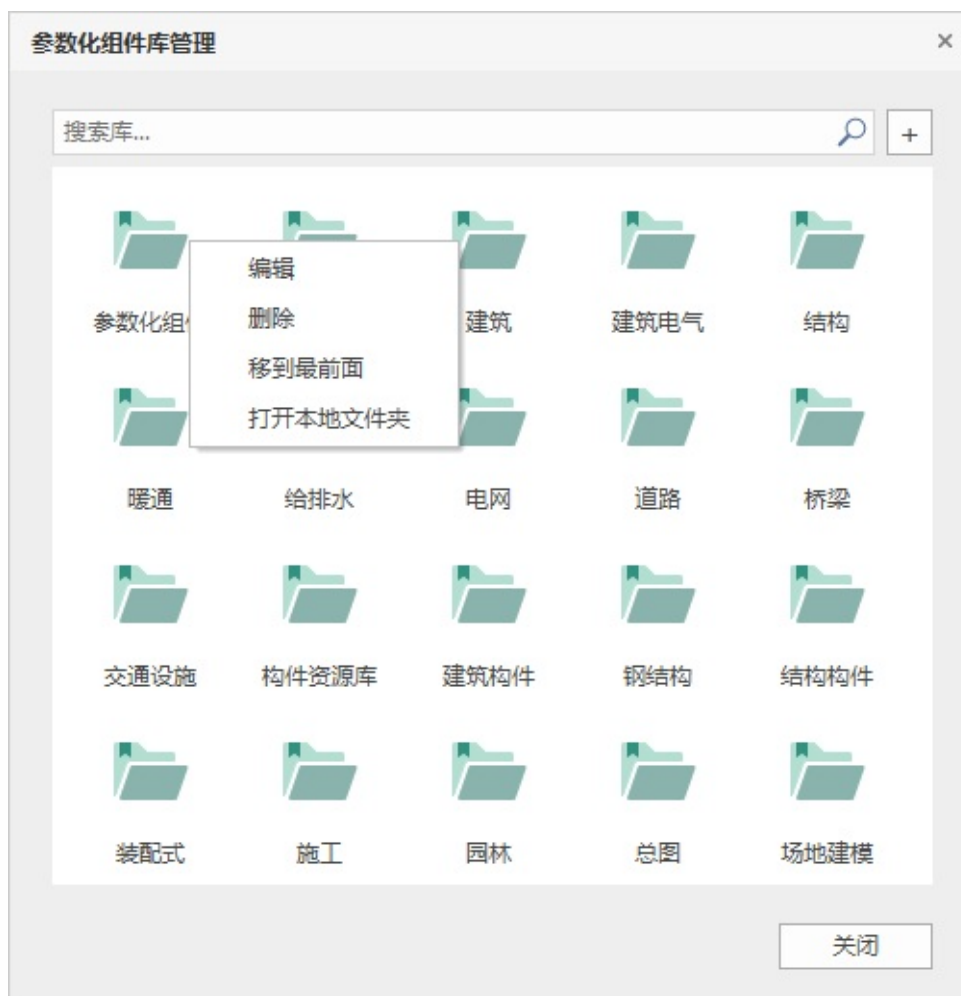 参数化组件库管理
搜索库...
编辑
删除
移到最前面
打开本地文件夹
参数化组
建筑
建筑电气
结构
暖通
给排水
电网
道路
桥梁
交通设施
构件资源库
建筑构件
钢结构
结构构件
装配式
施工
园林
总图
场地建模
关闭